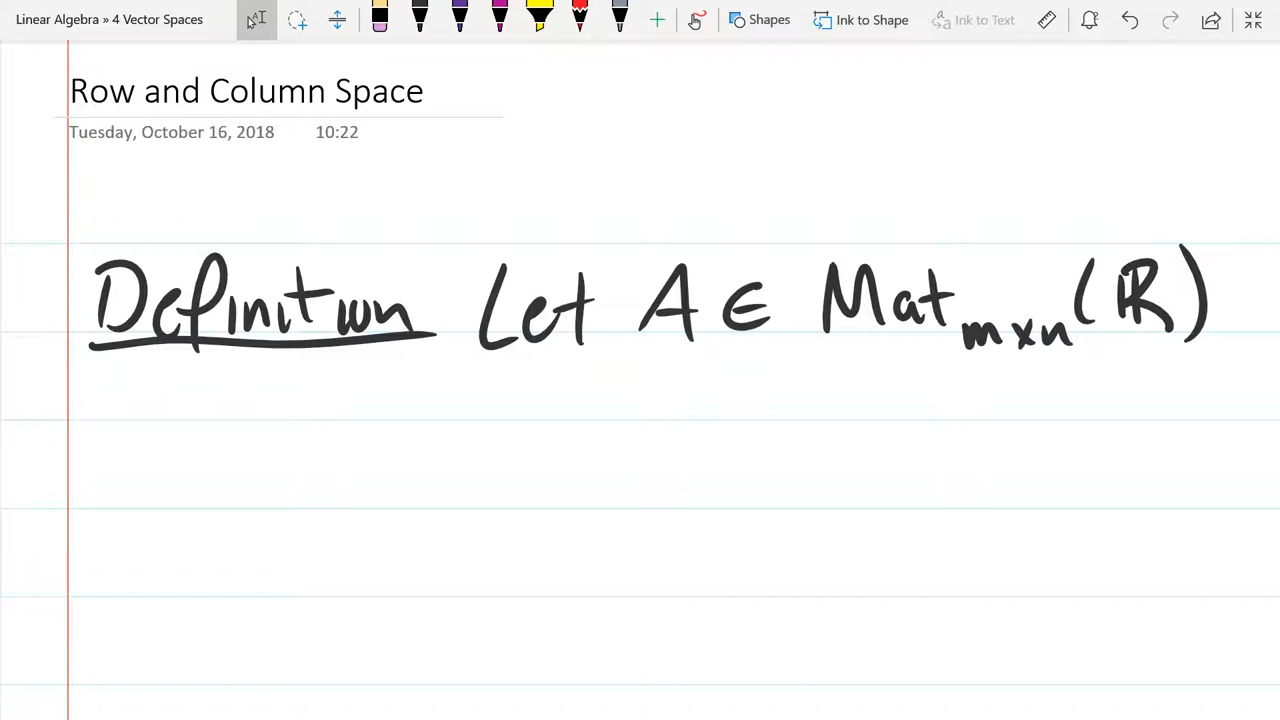 Linear Algebra » 4 Vector Spaces Shapes Ink to Shape Ink to Text
Row and Column Space
Tuesday, October 16, 2018 10:22
Definition Let A ∈ Mat_{m×n}(ℝ)